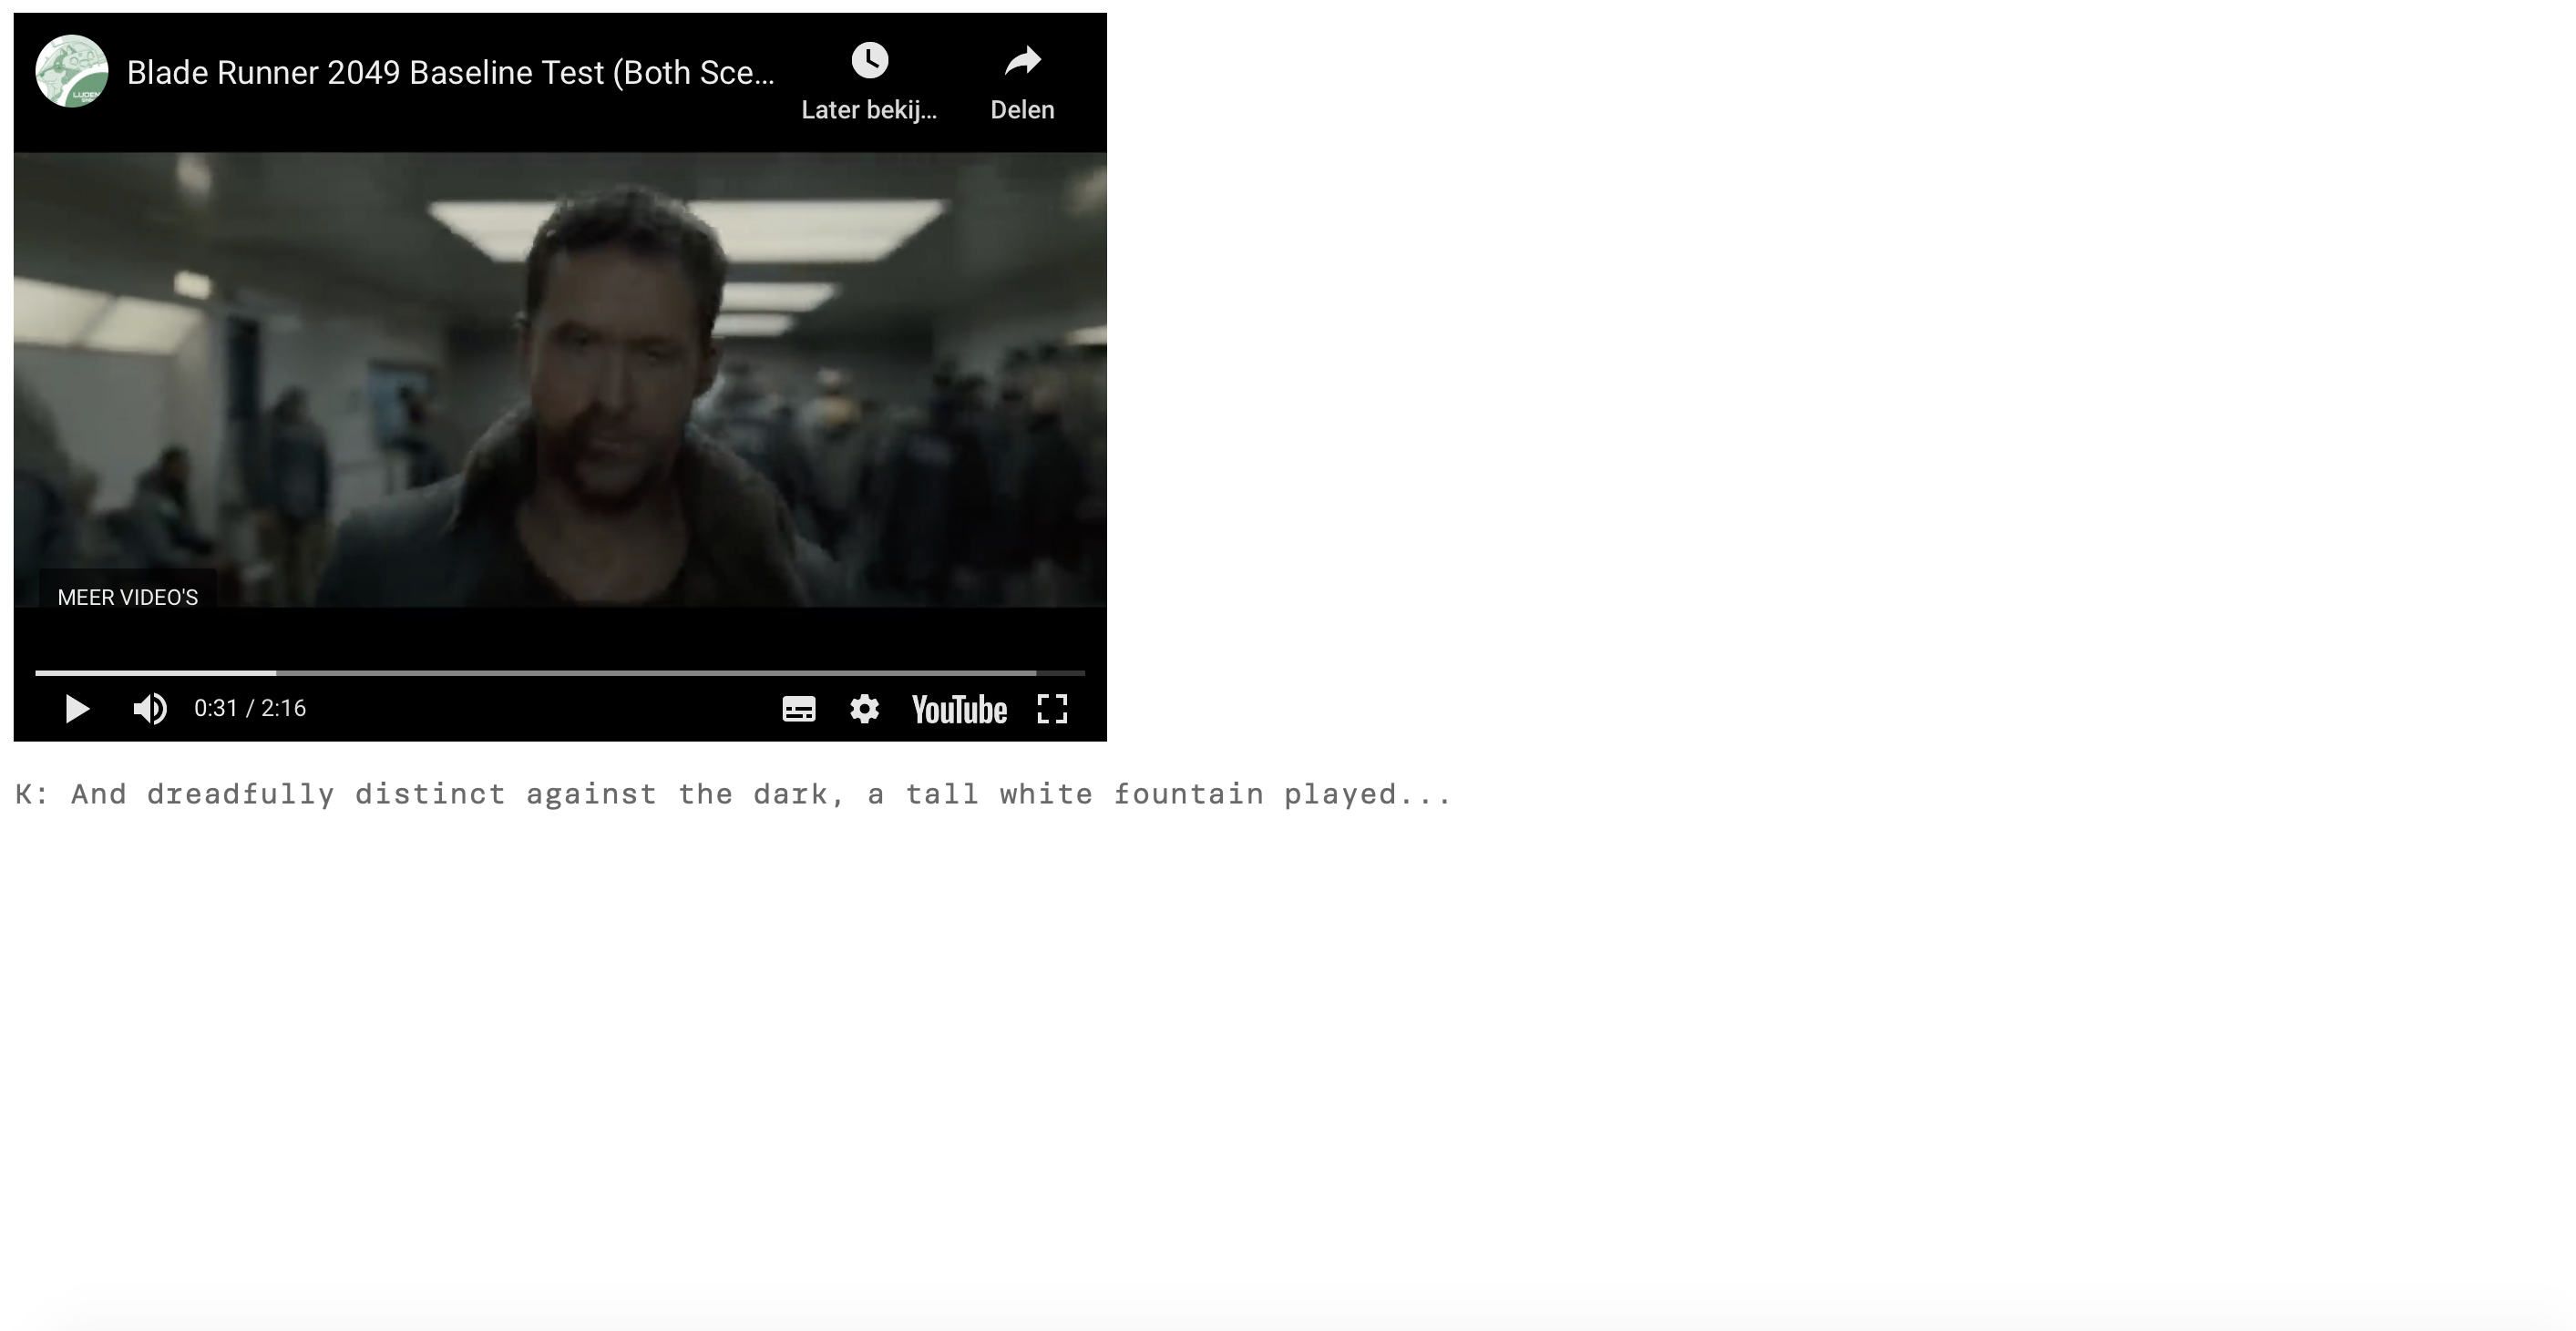 Blade Runner 2049 Baseline Test (Both Sce...
Later bekij...
Delen
MEER VIDEO'S
0:31 / 2:16
YouTube
K: And dreadfully distinct against the dark, a tall white fountain played...